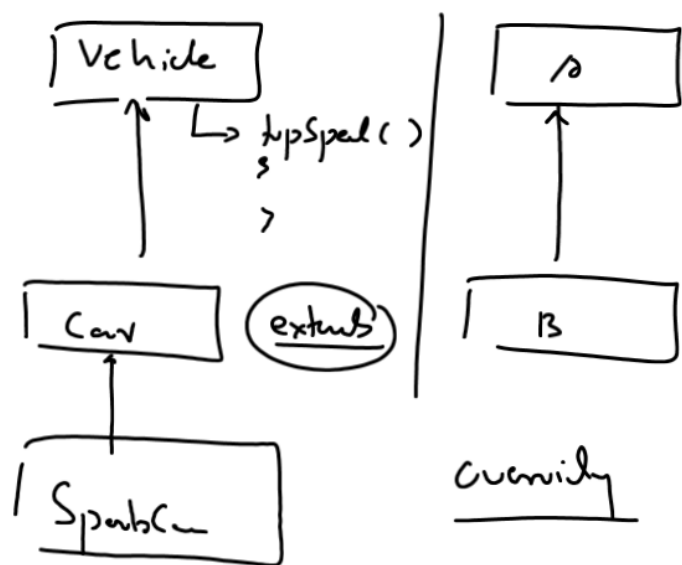 Vehicle
topSpeed()
{
}
Car
extends
SportsCar
A
B
Overriding